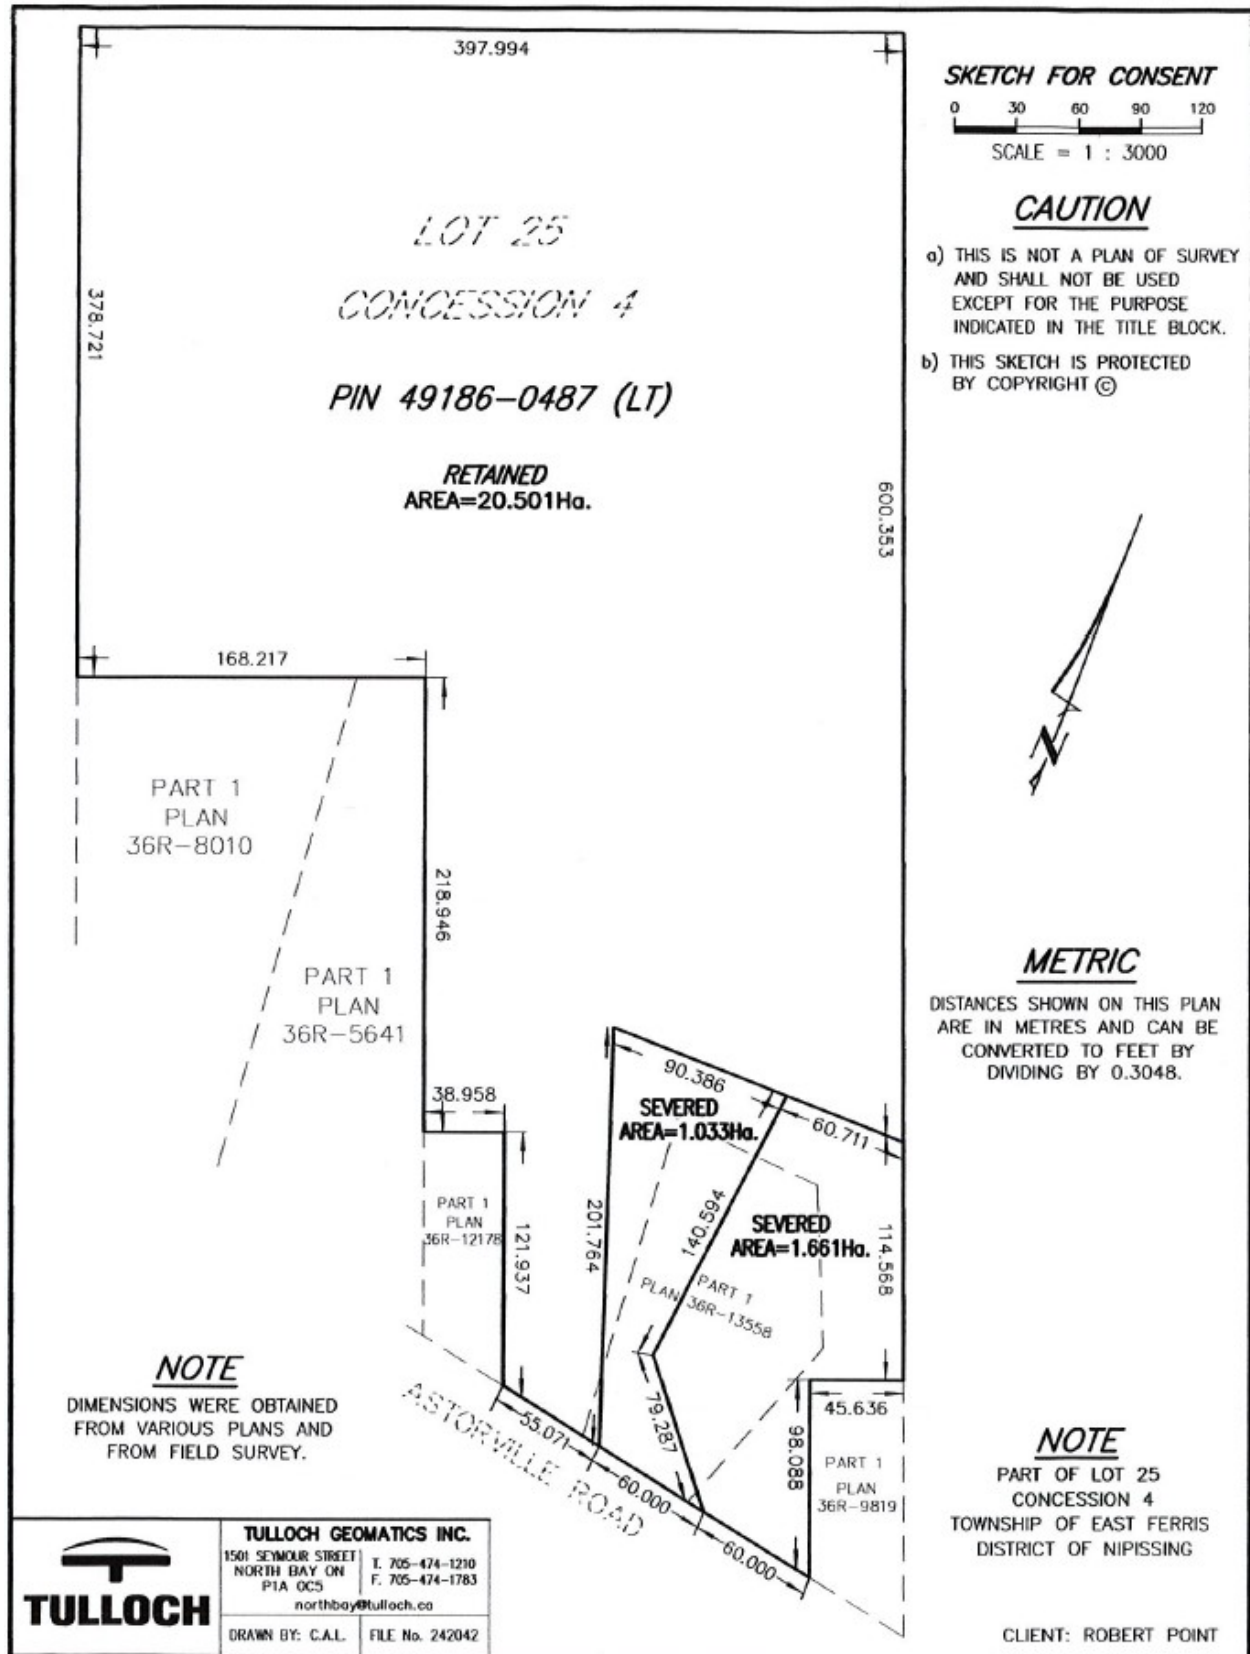 397.994
SKETCH FOR CONSENT
0 30 60 90 120
SCALE = 1 : 3000
CAUTION
a) THIS IS NOT A PLAN OF SURVEY
AND SHALL NOT BE USED
EXCEPT FOR THE PURPOSE
INDICATED IN THE TITLE BLOCK.
b) THIS SKETCH IS PROTECTED
BY COPYRIGHT ©
LOT 25
CONCESSION 4
PIN 49186-0487 (LT)
RETAINED
AREA=20.501Ha.
378.721
600.353
168.217
PART 1
PLAN
36R-8010
218.946
PART 1
PLAN
36R-5641
N
METRIC
DISTANCES SHOWN ON THIS PLAN
ARE IN METRES AND CAN BE
CONVERTED TO FEET BY
DIVIDING BY 0.3048.
38.958
90.386
60.711
SEVERED
AREA=1.033Ha.
PART 1
PLAN
36R-12178
121.937
201.764
140.594
SEVERED
AREA=1.661Ha.
114.568
PART 1
PLAN 36R-13558
79.287
45.636
98.088
PART 1
PLAN
36R-9819
55.071
60.000
60.000
ASTORVILLE ROAD
NOTE
DIMENSIONS WERE OBTAINED
FROM VARIOUS PLANS AND
FROM FIELD SURVEY.
NOTE
PART OF LOT 25
CONCESSION 4
TOWNSHIP OF EAST FERRIS
DISTRICT OF NIPISSING
TULLOCH
TULLOCH GEOMATICS INC.
1501 SEYMOUR STREET
NORTH BAY ON
P1A 0C5
T. 705-474-1210
F. 705-474-1783
northbay@tulloch.ca
DRAWN BY: C.A.L.
FILE No. 242042
CLIENT: ROBERT POINT